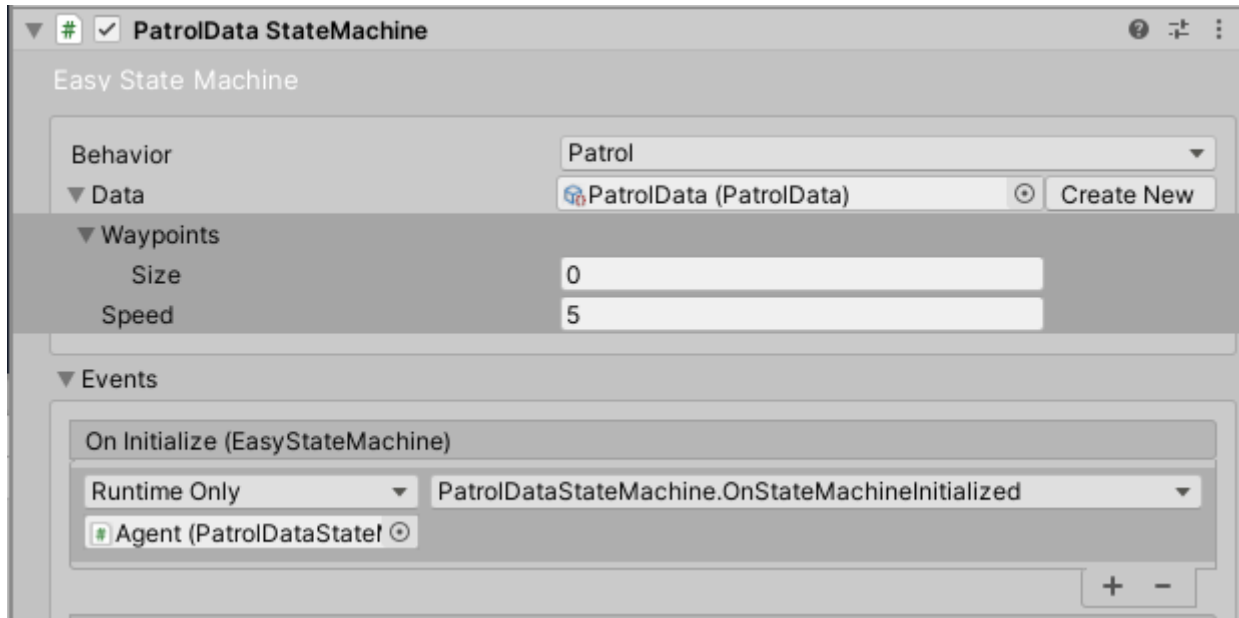 PatrolData StateMachine
Easy State Machine
Behavior Patrol
Data PatrolData (PatrolData) Create New
Waypoints
Size 0
Speed 5
Events
On Initialize (EasyStateMachine)
Runtime Only PatrolDataStateMachine.OnStateMachineInitialized
Agent (PatrolDataState